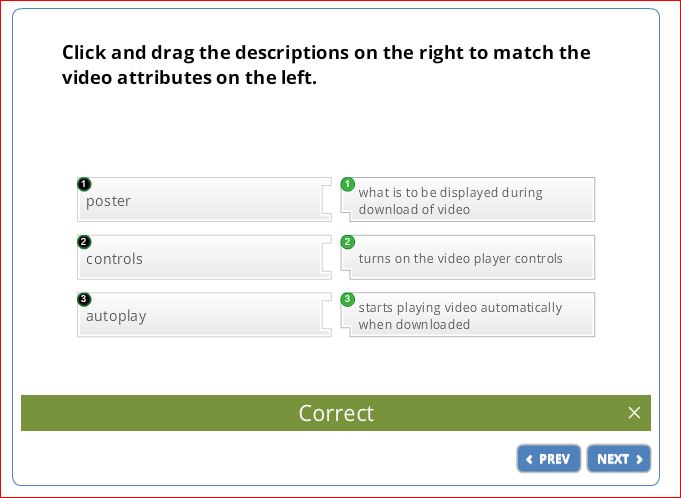 Click and drag the descriptions on the right to match the
video attributes on the left.
1
poster
1
what is to be displayed during
download of video
2
controls
2
turns on the video player controls
3
autoplay
3
starts playing video automatically
when downloaded
Correct
PREV
NEXT